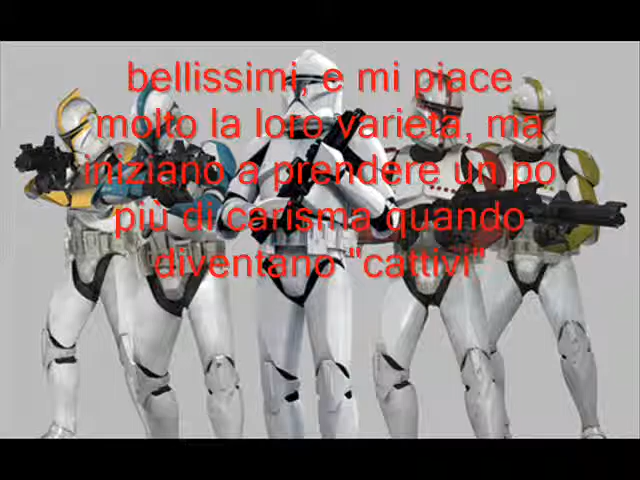 bellissimi, e mi piace
molto la loro varietà, ma
iniziano a prendere un po
più di carisma quando
diventano "cattivi"